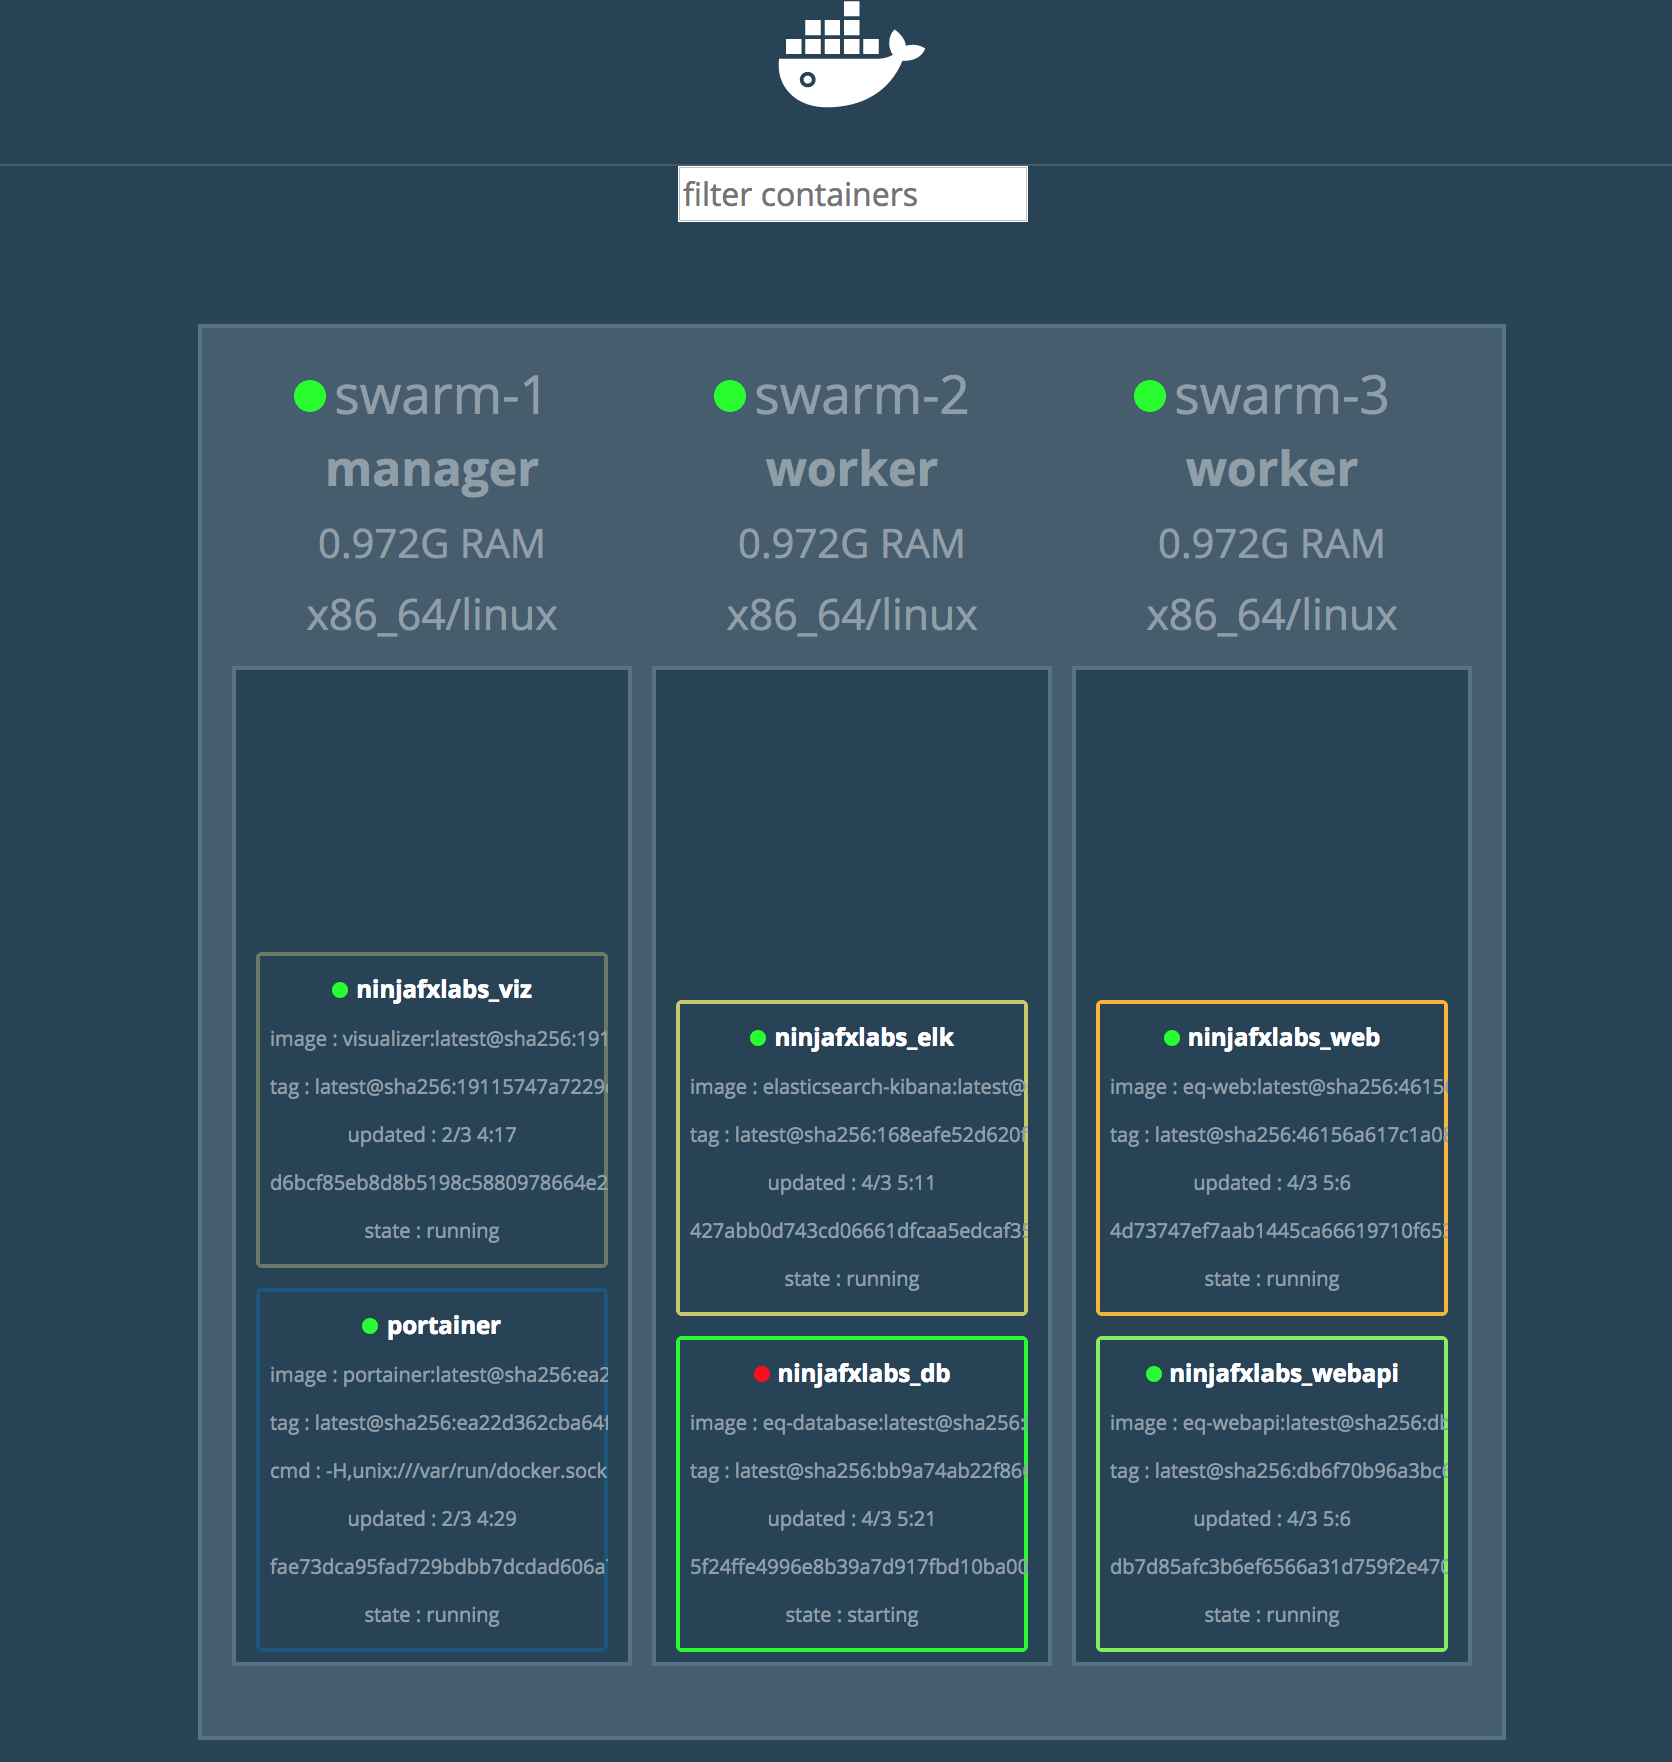 filter containers
swarm-1
manager
0.972G RAM
x86_64/linux
ninjafxlabs_viz
image : visualizer:latest@sha256:191
tag : latest@sha256:19115747a7229
updated : 2/3 4:17
d6bcf85eb8d8b5198c5880978664e2
state : running
portainer
image : portainer:latest@sha256:ea2
tag : latest@sha256:ea22d362cba64f
cmd : -H,unix:///var/run/docker.sock
updated : 2/3 4:29
fae73dca95fad729bdbb7dcdad606a
state : running
swarm-2
worker
0.972G RAM
x86_64/linux
ninjafxlabs_elk
image : elasticsearch-kibana:latest@
tag : latest@sha256:168eafe52d620f
updated : 4/3 5:11
427abb0d743cd06661dfcaa5edcaf35
state : running
ninjafxlabs_db
image : eq-database:latest@sha256:
tag : latest@sha256:bb9a74ab22f86
updated : 4/3 5:21
5f24ffe4996e8b39a7d917fbd10ba00
state : starting
swarm-3
worker
0.972G RAM
x86_64/linux
ninjafxlabs_web
image : eq-web:latest@sha256:4615
tag : latest@sha256:46156a617c1a0
updated : 4/3 5:6
4d73747ef7aab1445ca66619710f65
state : running
ninjafxlabs_webapi
image : eq-webapi:latest@sha256:db
tag : latest@sha256:db6f70b96a3bc6
updated : 4/3 5:6
db7d85afc3b6ef6566a31d759f2e470
state : running